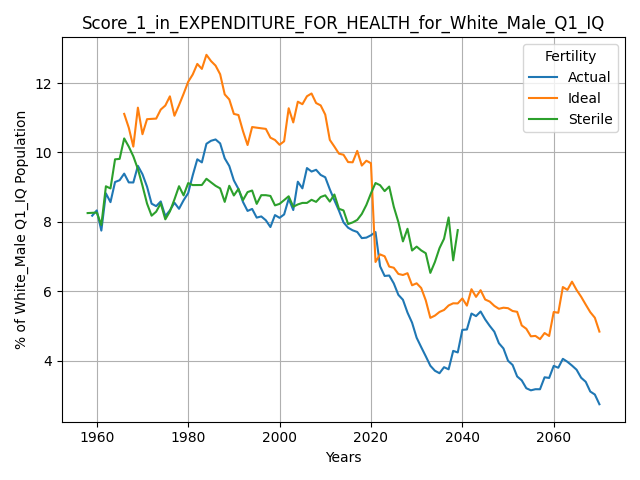 Score_1_in_EXPENDITURE_FOR_HEALTH_for_White_Male_Q1_IQ
Fertility
Actual
Ideal
Sterile
% of White_Male Q1_IQ Population
12
10
8
6
4
1960
1980
2000
2020
2040
2060
Years